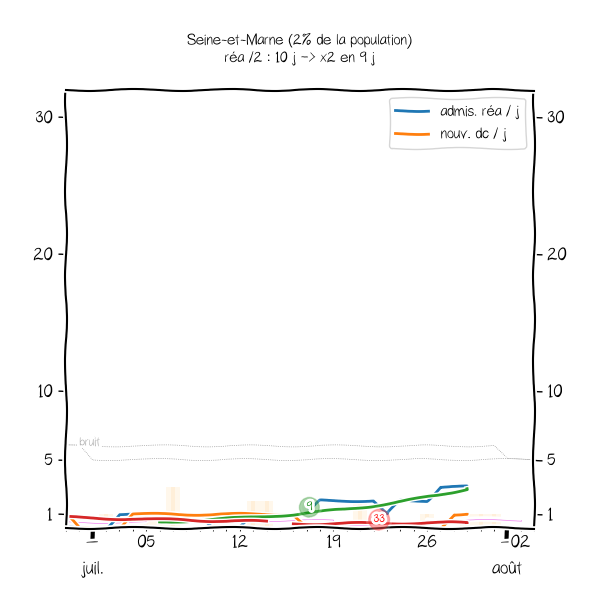 Seine-et-Marne (2% de la population)
réa /2 : 10 j -> x2 en 9 j
admis. réa / j
nouv. dc / j
30
30
20
20
10
10
bruit
5
5
9
33
1
1
05
12
19
26
02
juil.
août